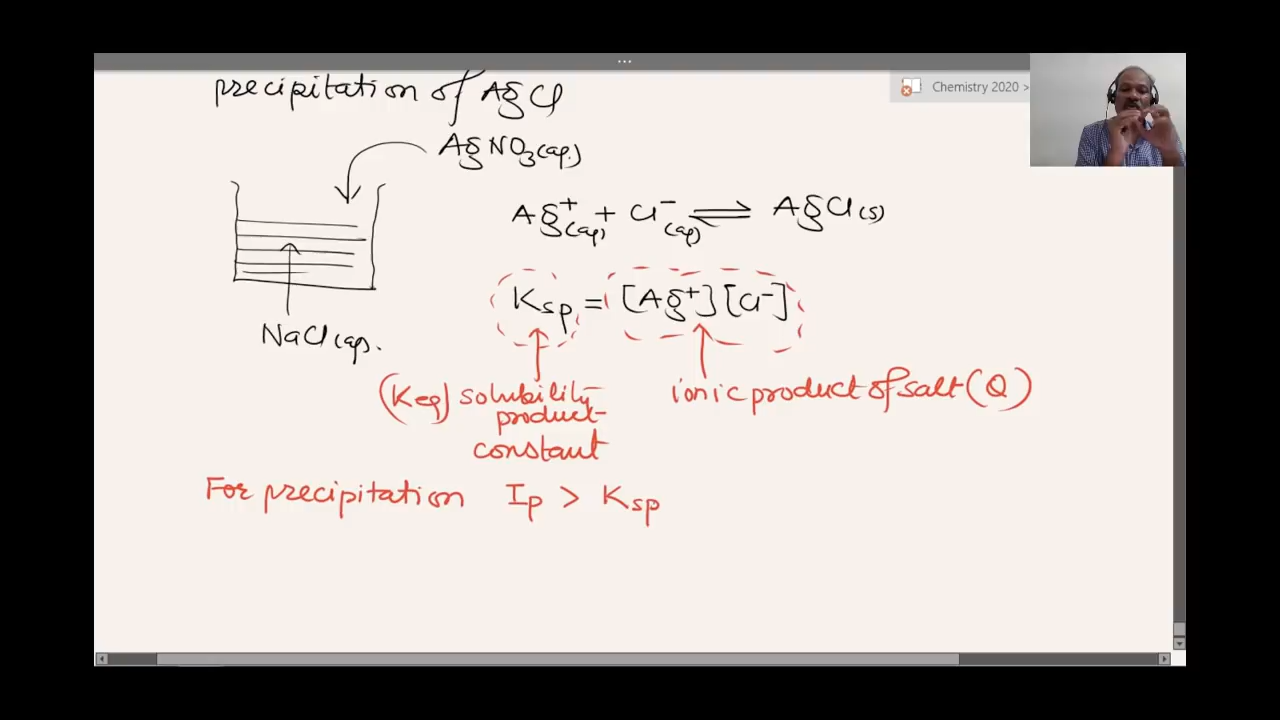 precipitation of AgCl
Chemistry 2020 >
AgNO₃(aq.)
Ag⁺(aq) + Cl⁻(aq) ⇌ AgCl(s)
Ksp = [Ag⁺][Cl⁻]
NaCl(aq).
(Keq) solubility
product
constant
ionic product of salt (Q)
For precipitation Ip > Ksp